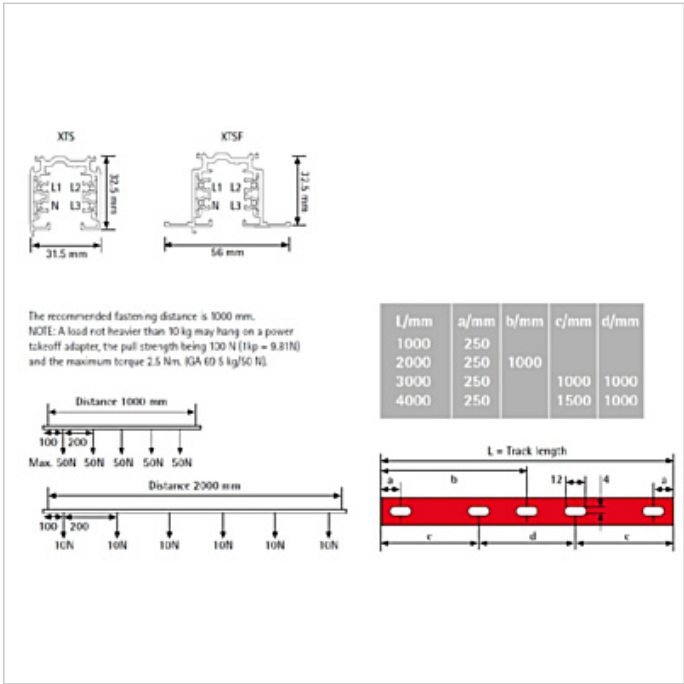 XTS
XTSF
L1 L2
N L3
32.5 mm
31.5 mm
L1 L2
N L3
32.5 mm
56 mm
The recommended fastening distance is 1000 mm.
NOTE: A load not heavier than 10 kg may hang on a power
takeoff adapter, the pull strength being 100 N (1kp = 9.81N)
and the maximum torque 2.5 Nm. (GA 69 5 kg/50 N).
Distance 1000 mm
100 200
Max. 50N 50N 50N 50N 50N
Distance 2000 mm
100 200
10N 10N 10N 10N 10N 10N
L/mm a/mm b/mm c/mm d/mm
1000 250
2000 250 1000
3000 250 1000 1000
4000 250 1500 1000
L = Track length
a b 12 4 a
c d c